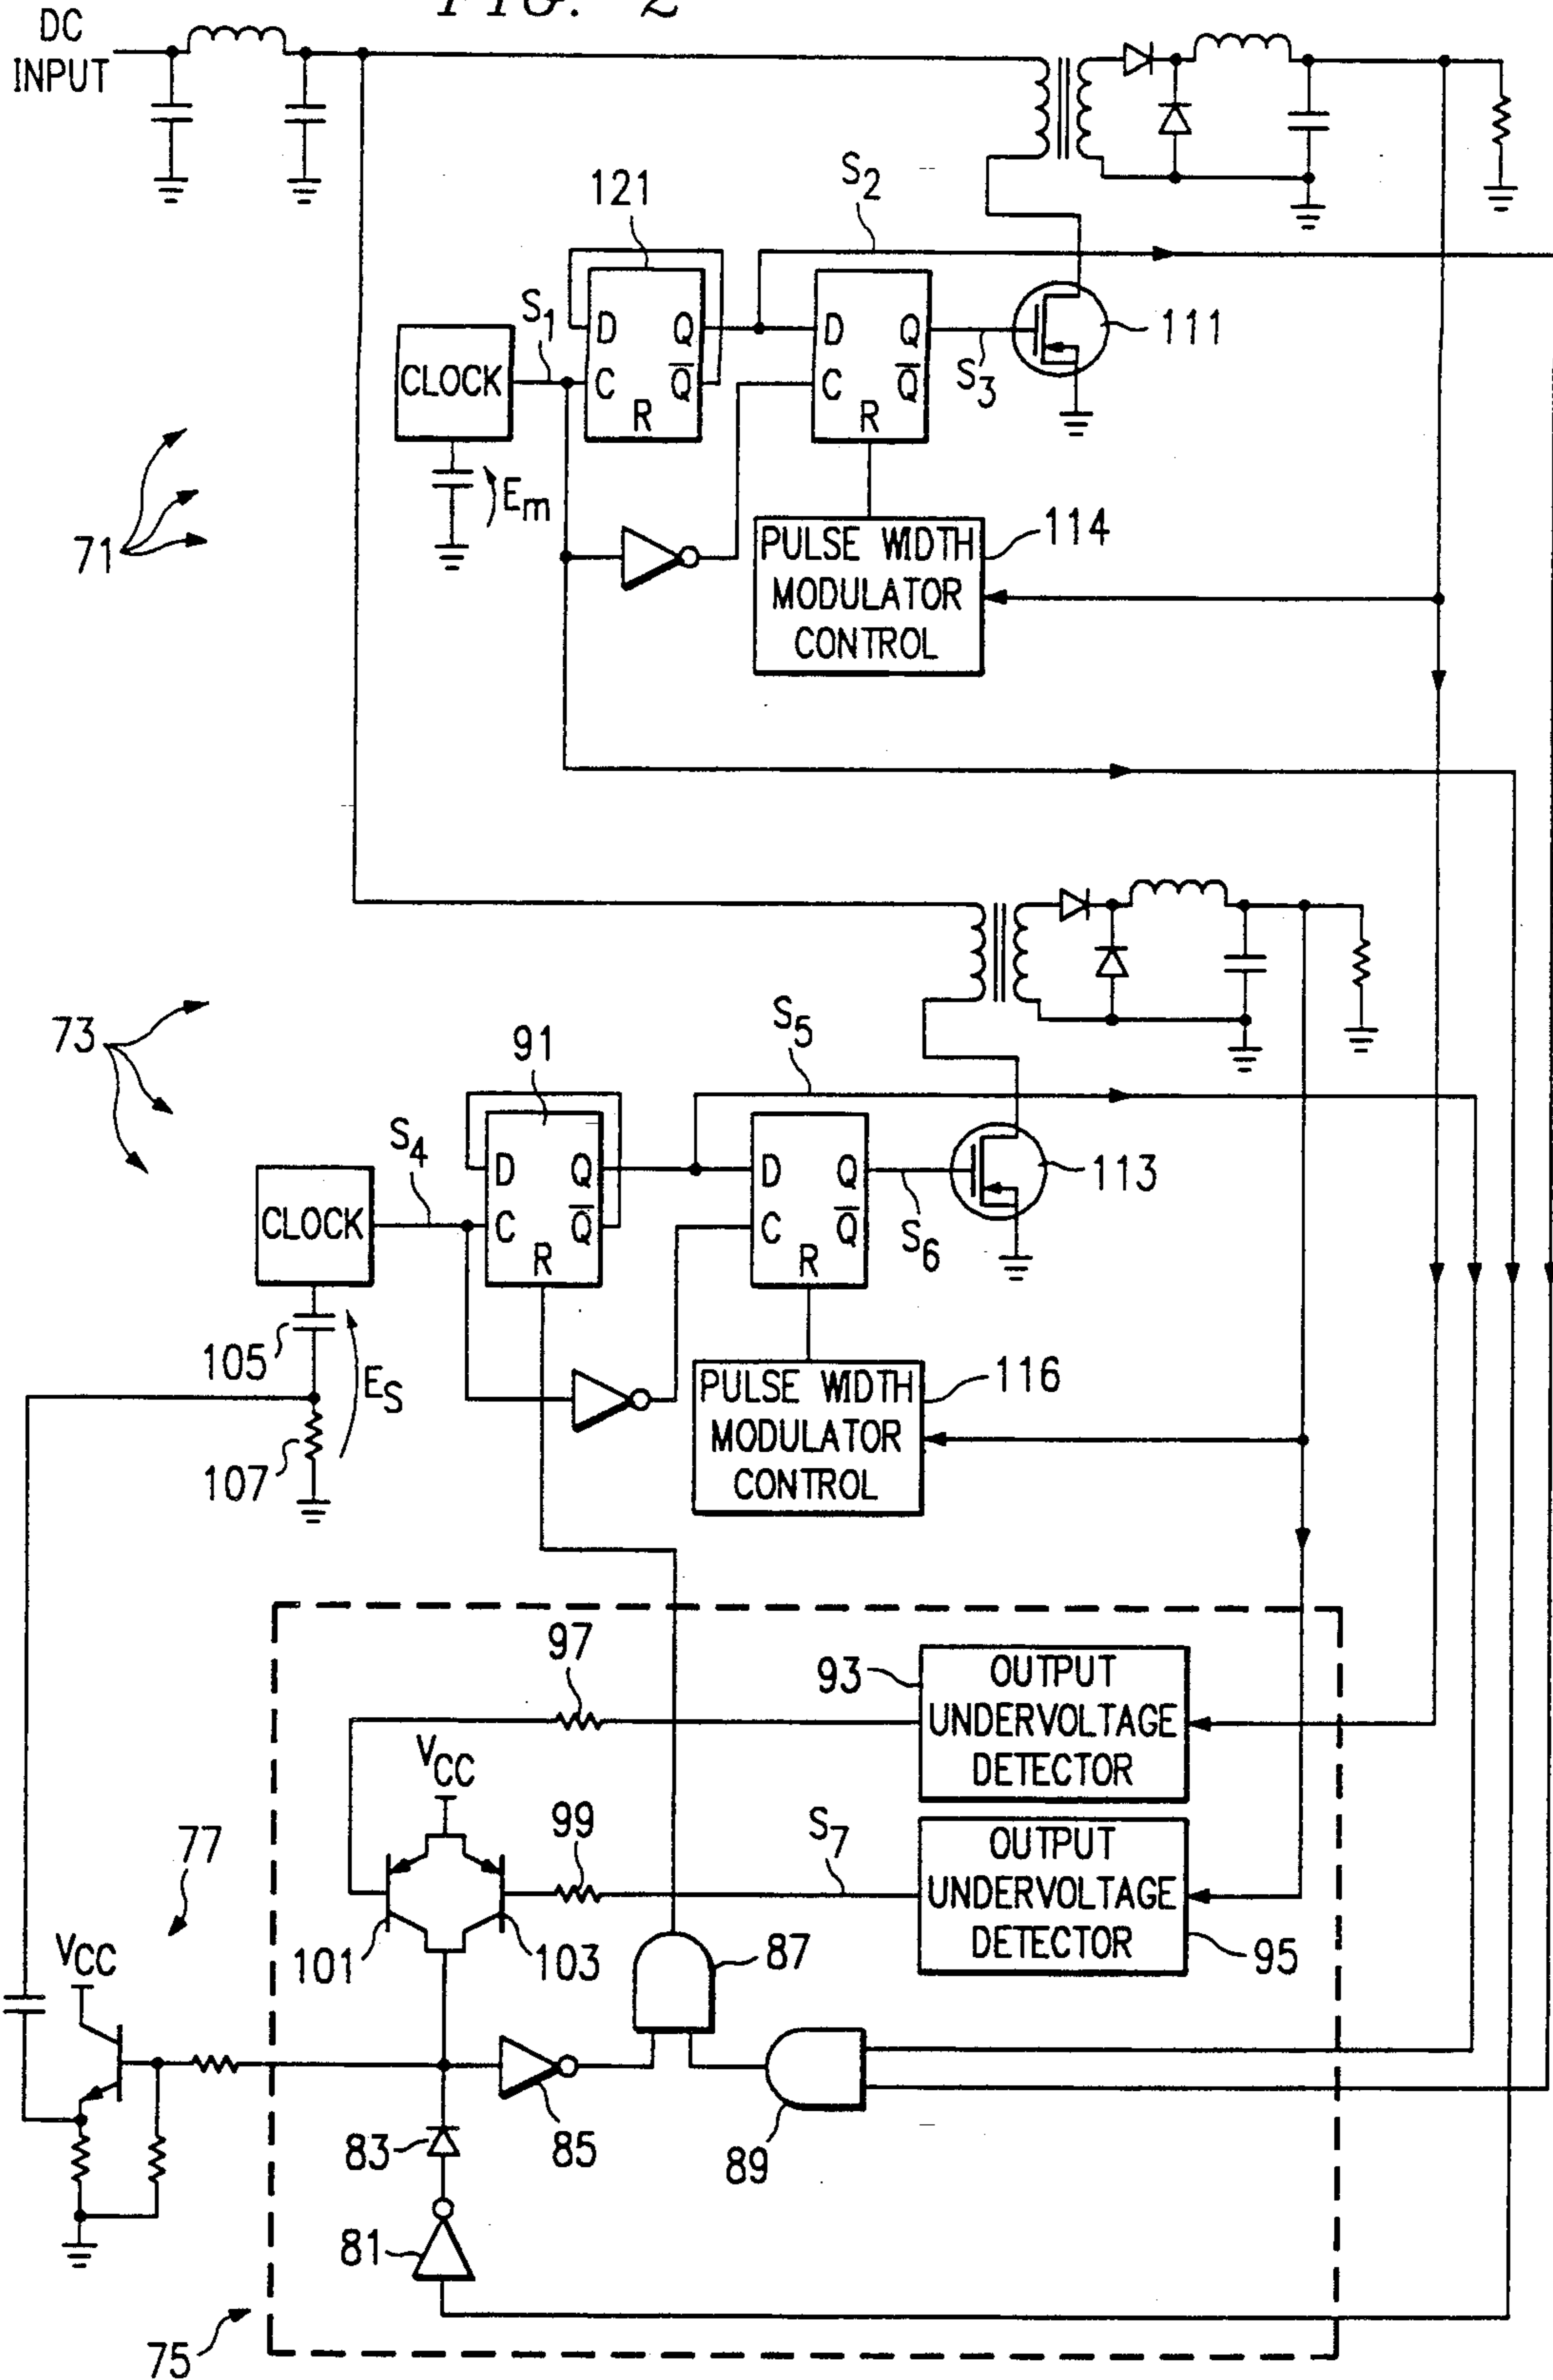 FIG. 2
DC
INPUT
121
S2
S1
D
Q
C
Q̅
R
D
Q
C
Q̅
R
S3
111
CLOCK
Em
71
PULSE WIDTH
MODULATOR
CONTROL
114
73
91
S5
S4
D
Q
C
Q̅
R
D
Q
C
Q̅
R
S6
113
CLOCK
105
ES
107
PULSE WIDTH
MODULATOR
CONTROL
116
97
93
OUTPUT
UNDERVOLTAGE
DETECTOR
VCC
99
S7
OUTPUT
UNDERVOLTAGE
DETECTOR
95
77
101
103
87
VCC
83
85
89
81
75